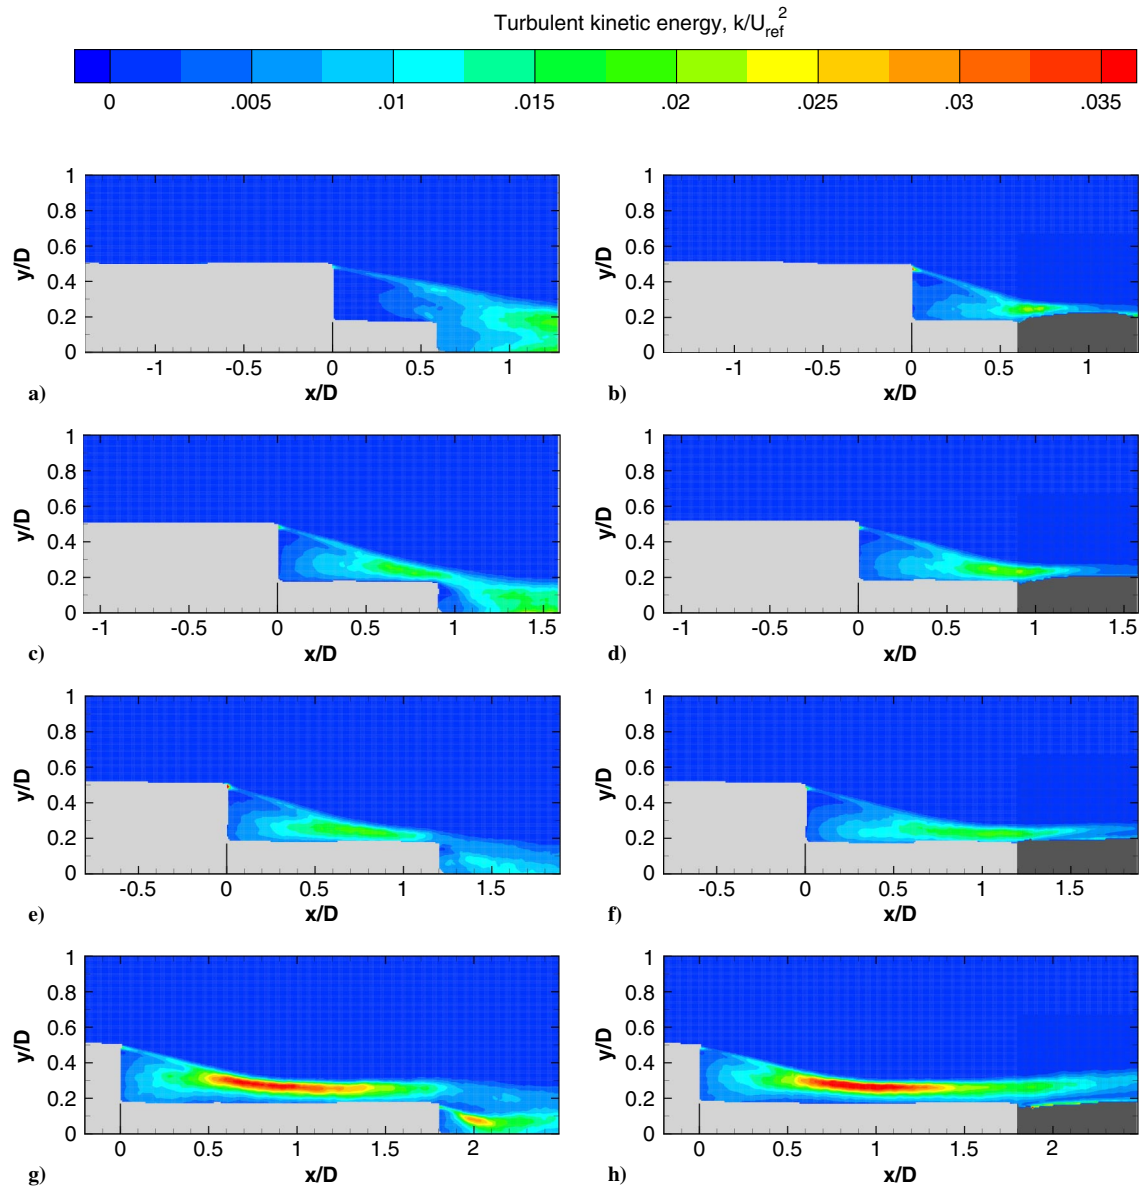 Turbulent kinetic energy, k/U_ref^2
0 .005 .01 .015 .02 .025 .03 .035
y/D
1
0.8
0.6
0.4
0.2
0
-1 -0.5 0 0.5 1
x/D
a)
y/D
1
0.8
0.6
0.4
0.2
0
-1 -0.5 0 0.5 1
x/D
b)
y/D
1
0.8
0.6
0.4
0.2
0
-1 -0.5 0 0.5 1 1.5
x/D
c)
y/D
1
0.8
0.6
0.4
0.2
0
-1 -0.5 0 0.5 1 1.5
x/D
d)
y/D
1
0.8
0.6
0.4
0.2
0
-0.5 0 0.5 1 1.5
x/D
e)
y/D
1
0.8
0.6
0.4
0.2
0
-0.5 0 0.5 1 1.5
x/D
f)
y/D
1
0.8
0.6
0.4
0.2
0
0 0.5 1 1.5 2
x/D
g)
y/D
1
0.8
0.6
0.4
0.2
0
0 0.5 1 1.5 2
x/D
h)